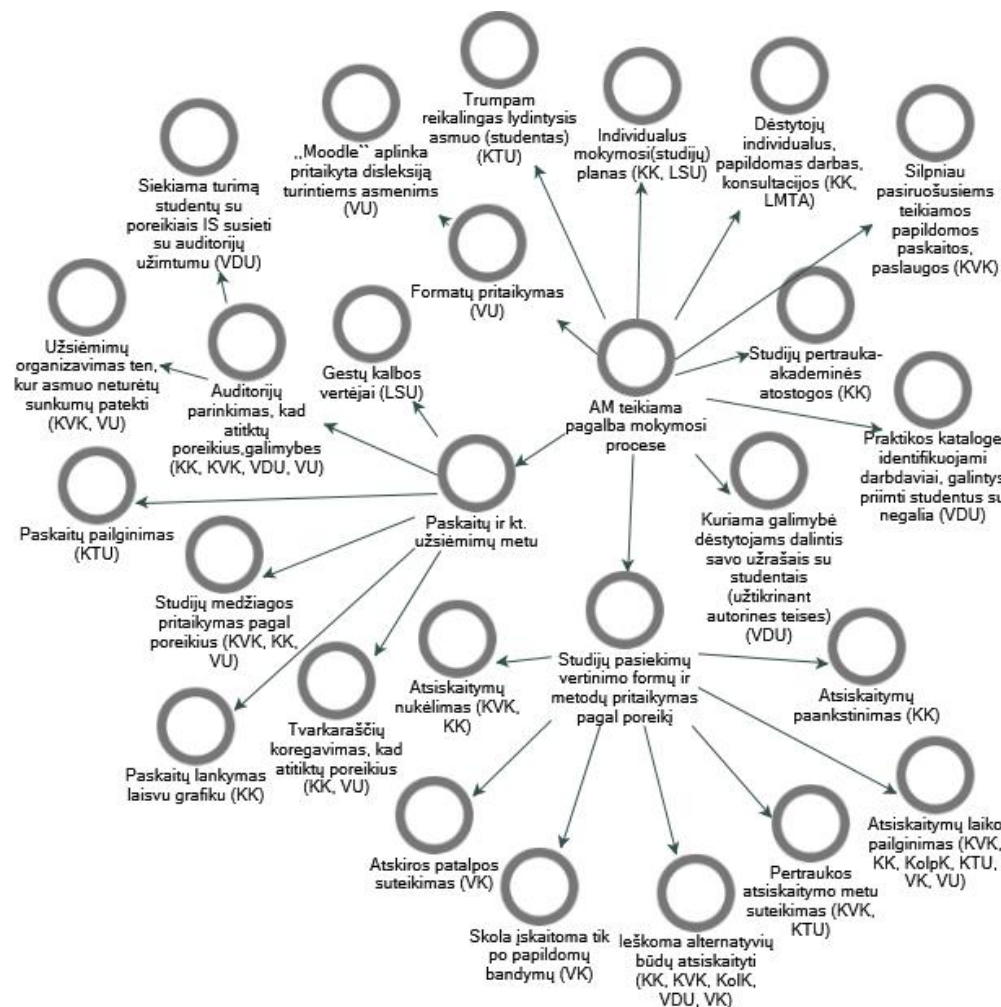 Trumpam
reikalingas lydintysis
asmuo (studentas)
(KTU)
Individualus
mokymosi(studijų)
planas (KK, LSU)
Dėstytojų
individualus,
papildomas darbas,
konsultacijos (KK,
LMTA)
Silpniau
pasiruošusiems
teikiamos
papildomos
paskaitos,
paslaugos (KVK)
,,Moodle`` aplinka
pritaikyta disleksiją
turintiems asmenims
(VU)
Siekiama turimą
studentų su
poreikiais IS susieti
su auditorijų
užimtumu (VDU)
Formatų pritaikymas
(VU)
Užsiėmimų
organizavimas ten,
kur asmuo neturėtų
sunkumų patekti
(KVK, VU)
Auditorijų
parinkimas, kad
atitktų
poreikius,galimybes
(KK, KVK, VDU, VU)
Gestų kalbos
vertėjai (LSU)
AM teikiama
pagalba mokymosi
procese
Studijų pertrauka-
akademinės
atostogos (KK)
Praktikos kataloge
identifikuojami
darbdaviai, galintys
priimti studentus su
negalia (VDU)
Paskaitų pailginimas
(KTU)
Paskaitų ir kt.
užsiėmimų metu
Kuriama galimybė
dėstytojams dalintis
savo užrašais su
studentais
(užtikrinant
autorines teises)
(VDU)
Studijų medžiagos
pritaikymas pagal
poreikius (KVK, KK,
VU)
Studijų pasiekimų
vertinimo formų ir
metodų pritaikymas
pagal poreikį
Atsiskaitymų
nukėlimas (KVK,
KK)
Atsiskaitymų
paankstinimas (KK)
Paskaitų lankymas
laisvu grafiku (KK)
Tvarkaraščių
koregavimas, kad
atitiktų poreikius
(KK, VU)
Atskiros patalpos
suteikimas (VK)
Skola įskaitoma tik
po papildomų
bandymų (VK)
Ieškoma alternatyvių
būdų atsiskaityti
(KK, KVK, KolK,
VDU, VK)
Pertraukos
atsiskaitymo metu
suteikimas (KVK,
KTU)
Atsiskaitymų laiko
pailginimas (KVK,
KK, KolpK, KTU,
VK, VU)